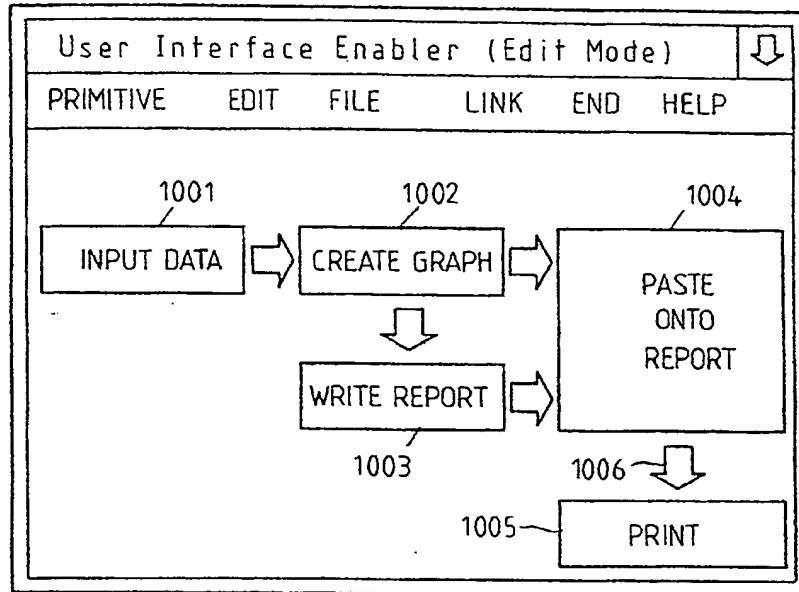 User Interface Enabler (Edit Mode)
PRIMITIVE EDIT FILE LINK END HELP
1001 1002 1004
INPUT DATA CREATE GRAPH
PASTE
ONTO
REPORT
WRITE REPORT
1003 1006
1005 PRINT